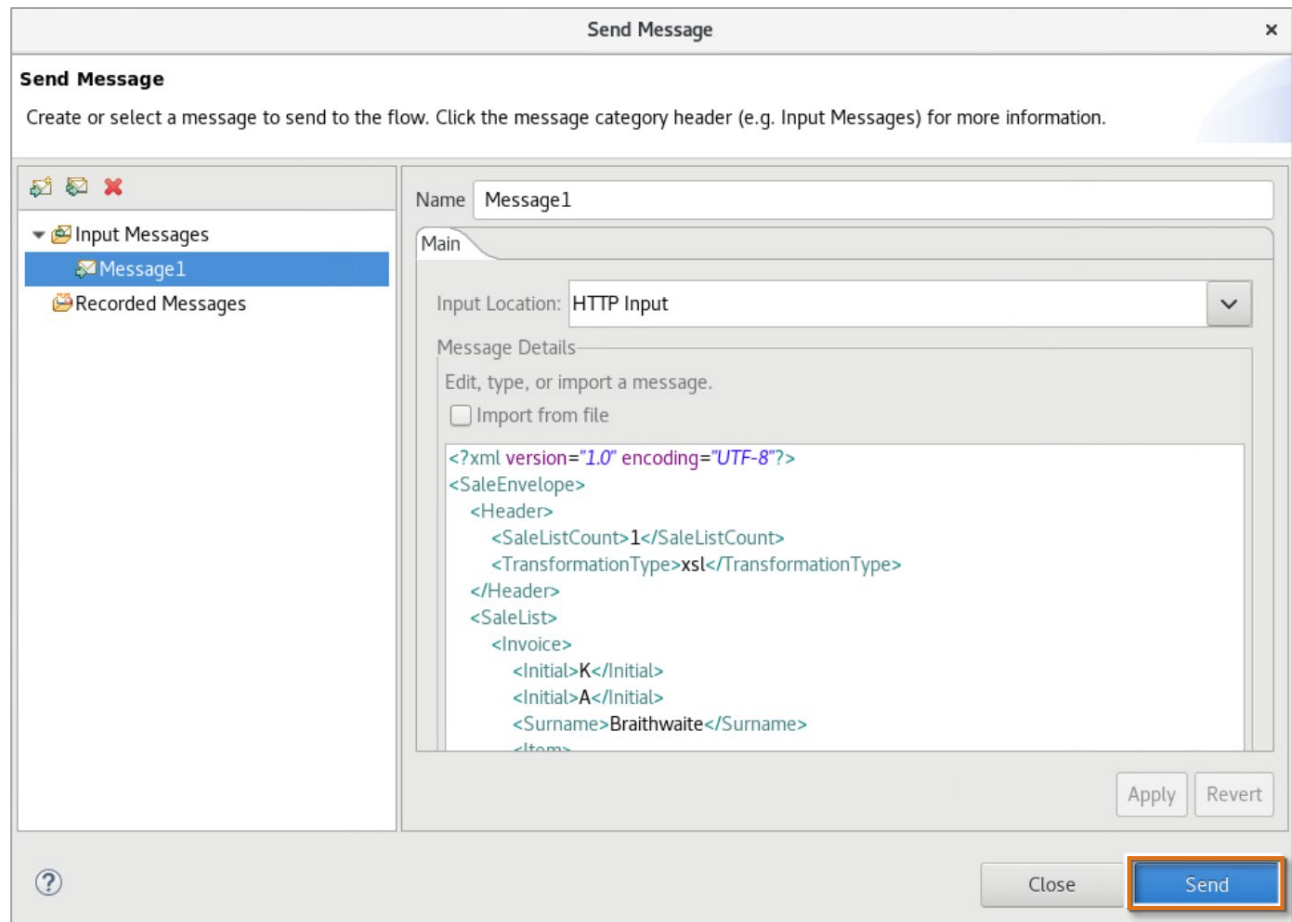 Send Message
Send Message
Create or select a message to send to the flow. Click the message category header (e.g. Input Messages) for more information.
Input Messages
Message1
Recorded Messages
Name Message1
Main
Input Location: HTTP Input
Message Details
Edit, type, or import a message.
Import from file
<?xml version="1.0" encoding="UTF-8"?>
<SaleEnvelope>
<Header>
<SaleListCount>1</SaleListCount>
<TransformationType>xsl</TransformationType>
</Header>
<SaleList>
<Invoice>
<Initial>K</Initial>
<Initial>A</Initial>
<Surname>Braithwaite</Surname>
<Item>
Apply Revert
Close Send